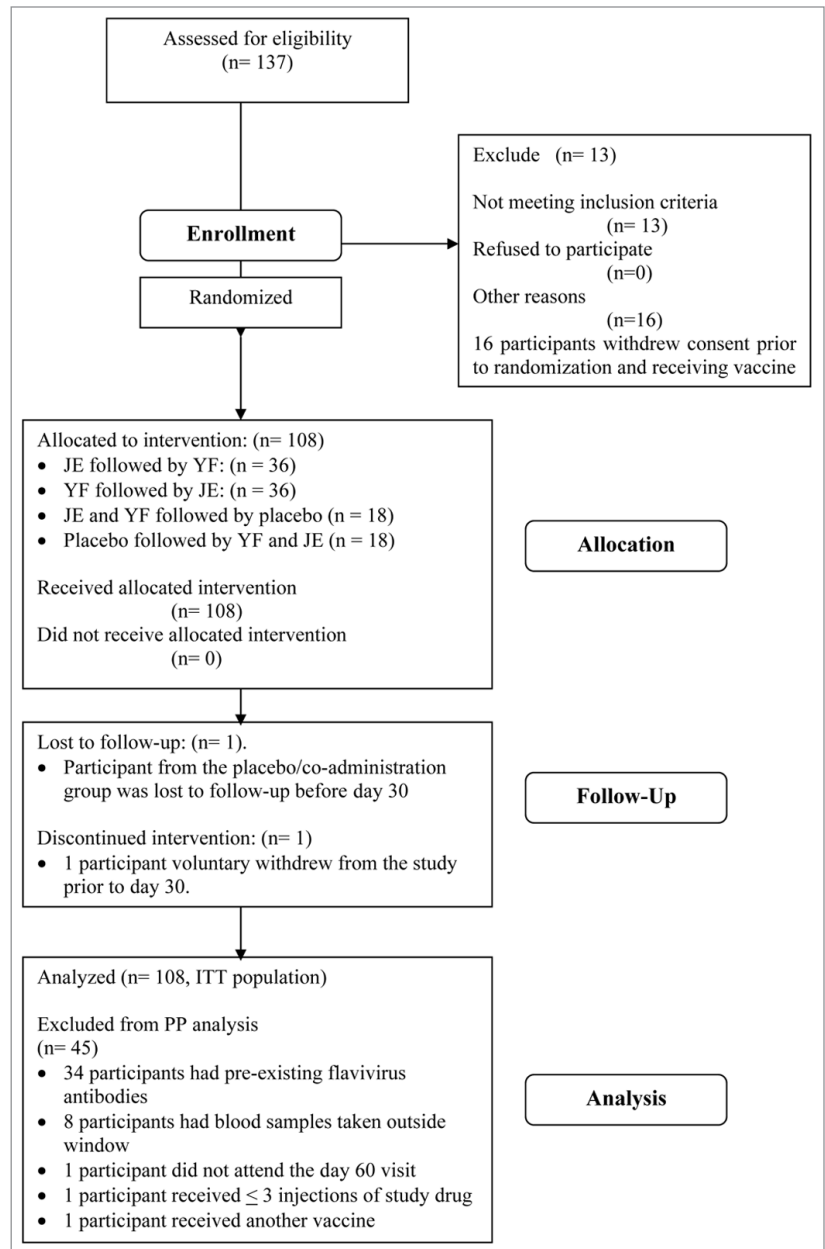 Assessed for eligibility
(n= 137)
Exclude (n= 13)
Not meeting inclusion criteria
(n= 13)
Refused to participate
(n=0)
Other reasons
(n=16)
16 participants withdrew consent prior
to randomization and receiving vaccine
Enrollment
Randomized
Allocated to intervention: (n= 108)
• JE followed by YF: (n = 36)
• YF followed by JE: (n = 36)
• JE and YF followed by placebo (n = 18)
• Placebo followed by YF and JE (n = 18)
Received allocated intervention
(n= 108)
Did not receive allocated intervention
(n= 0)
Allocation
Lost to follow-up: (n= 1).
• Participant from the placebo/co-administration
group was lost to follow-up before day 30
Discontinued intervention: (n= 1)
• 1 participant voluntary withdrew from the study
prior to day 30.
Follow-Up
Analyzed (n= 108, ITT population)
Excluded from PP analysis
(n= 45)
• 34 participants had pre-existing flavivirus
antibodies
• 8 participants had blood samples taken outside
window
• 1 participant did not attend the day 60 visit
• 1 participant received ≤ 3 injections of study drug
• 1 participant received another vaccine
Analysis